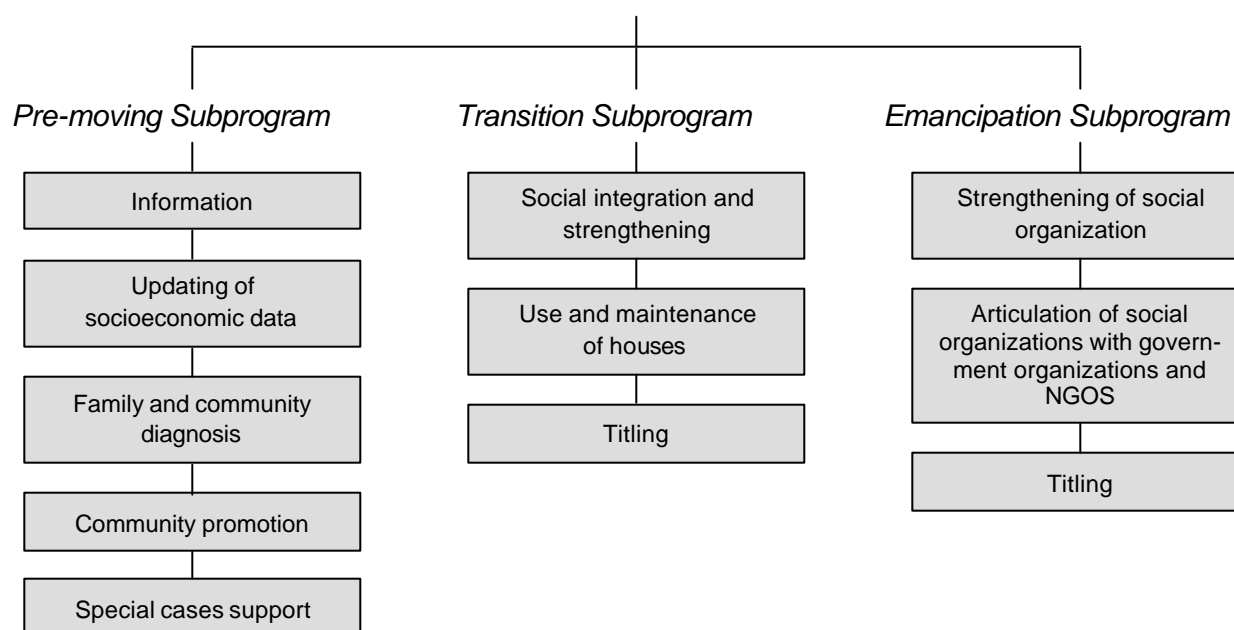 Pre-moving Subprogram
Information
Updating of
socioeconomic data
Family and community
diagnosis
Community promotion
Special cases support
Transition Subprogram
Social integration and
strengthening
Use and maintenance
of houses
Titling
Emancipation Subprogram
Strengthening of social
organization
Articulation of social
organizations with govern-
ment organizations and
NGOS
Titling